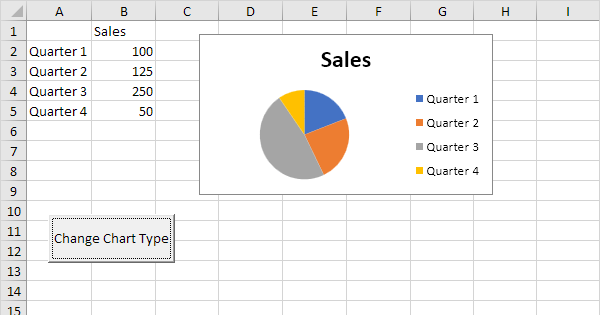 A B C D E F G H I
1 Sales
2 Quarter 1 100
3 Quarter 2 125
4 Quarter 3 250
5 Quarter 4 50
6
7
8
9
10
11
12
13
14
15
Sales
Quarter 1
Quarter 2
Quarter 3
Quarter 4
Change Chart Type